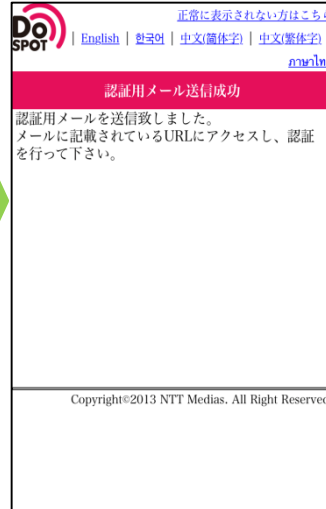 正常に表示されない方はこちら
Do SPOT | English | 한국어 | 中文(簡体字) | 中文(繁体字)
ภาษาไทย
認証用メール送信成功
認証用メールを送信致しました。
メールに記載されているURLにアクセスし、認証
を行って下さい。
Copyright©2013 NTT Medias. All Right Reserved